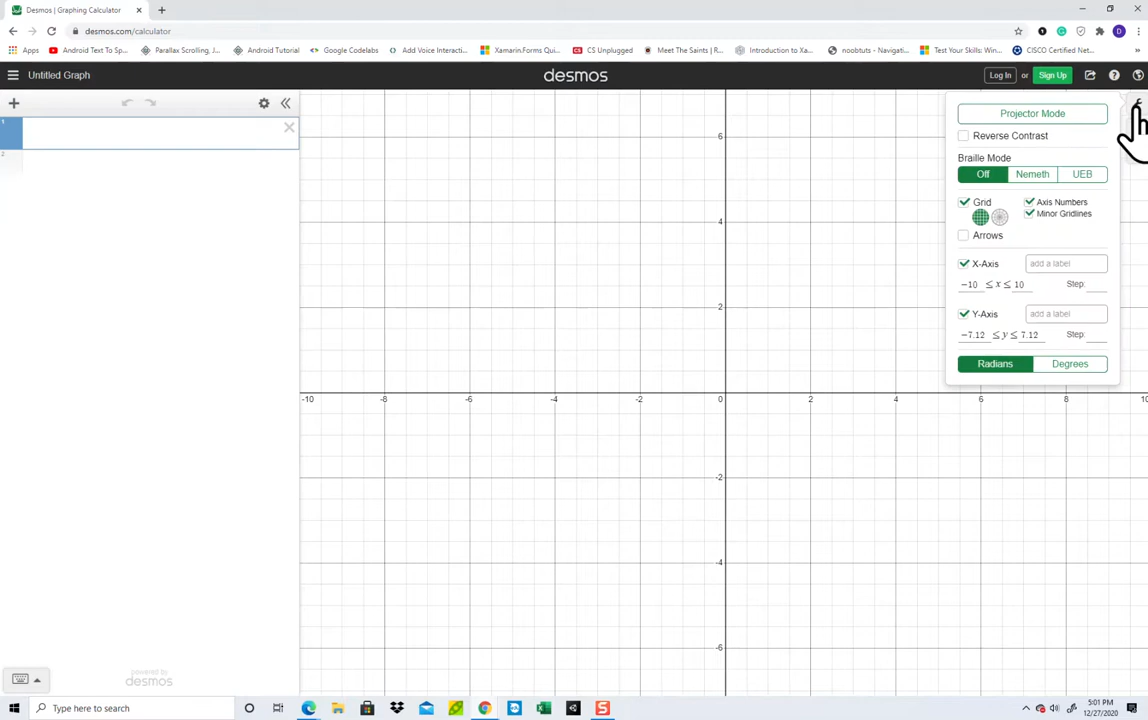 Desmos | Graphing Calculator
desmos.com/calculator
Apps Android Text To Sp... Parallax Scrolling, J... Android Tutorial Google Codelabs Add Voice Interacti... Xamarin.Forms Qui... CS Unplugged Meet The Saints | R... Introduction to Xa... noobtuts - Navigati... Test Your Skills: Win... CISCO Certified Net...
Untitled Graph desmos Log In or Sign Up
Projector Mode
Reverse Contrast
Braille Mode
Off Nemeth UEB
Grid Axis Numbers
Minor Gridlines
Arrows
X-Axis add a label
−10 ≤ x ≤ 10 Step:
Y-Axis add a label
−7.12 ≤ y ≤ 7.12 Step:
Radians Degrees
1
2
6
4
2
-10 -8 -6 -4 -2 0 2 4 6 8 10
-2
-4
-6
powered by
desmos
Type here to search
5:01 PM
12/27/2020